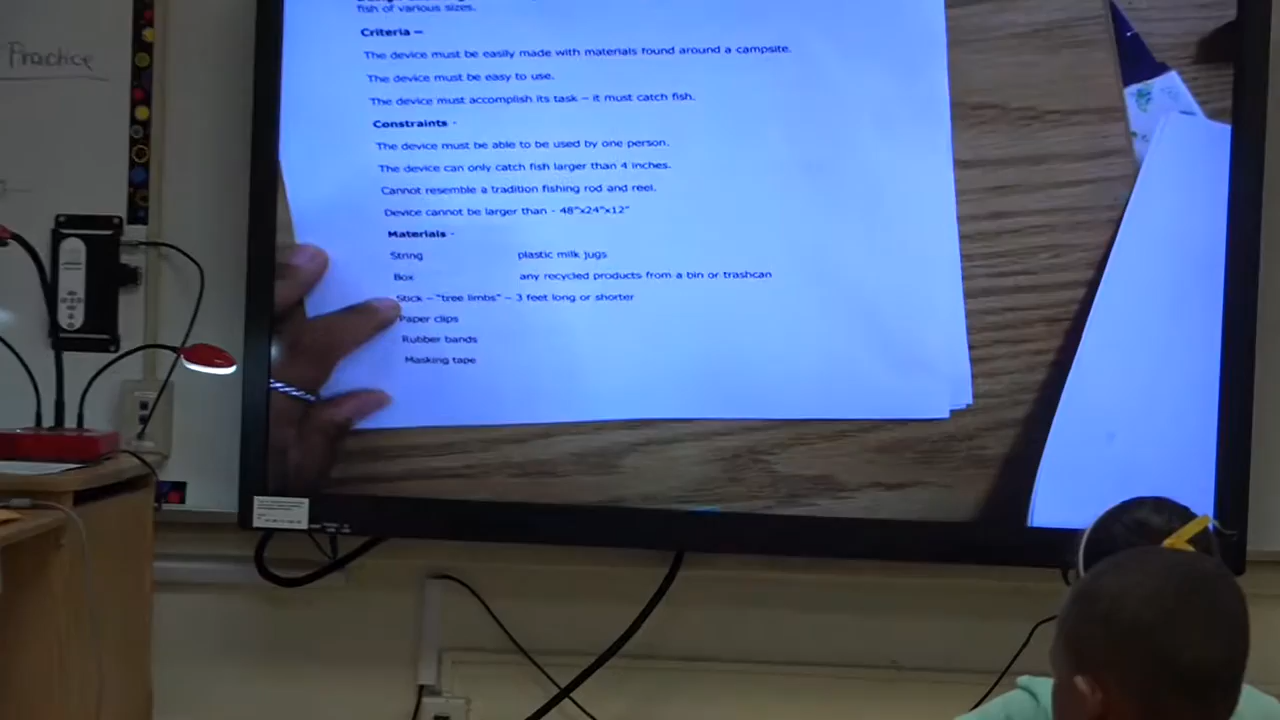 Practice
fish of various sizes.
Criteria –
The device must be easily made with materials found around a campsite.
The device must be easy to use.
The device must accomplish its task – it must catch fish.
Constraints -
The device must be able to be used by one person.
The device can only catch fish larger than 4 inches.
Cannot resemble a tradition fishing rod and reel.
Device cannot be larger than - 48"x24"x12"
Materials -
String plastic milk jugs
Box any recycled products from a bin or trashcan
Stick – "tree limbs" – 3 feet long or shorter
Paper clips
Rubber bands
Masking tape